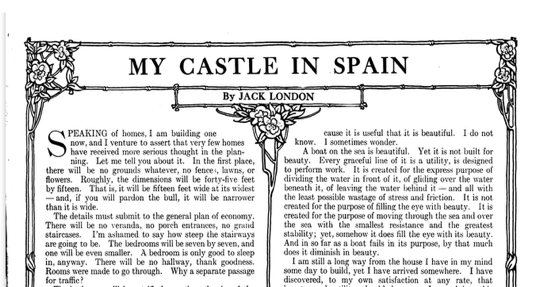 MY CASTLE IN SPAIN
By JACK LONDON
SPEAKING of homes, I am building one
now, and I venture to assert that very few homes
have received more serious thought in the plan-
ning. Let me tell you about it. In the first place,
there will be no grounds whatever, no fences, lawns, or
flowers. Roughly, the dimensions will be forty-five feet
by fifteen. That is, it will be fifteen feet wide at its widest
— and, if you will pardon the bull, it will be narrower
than it is wide.
The details must submit to the general plan of economy.
There will be no veranda, no porch entrances, no grand
staircases. I'm ashamed to say how steep the stairways
are going to be. The bedrooms will be seven by seven, and
one will be even smaller. A bedroom is only good to sleep
in, anyway. There will be no hallway, thank goodness.
Rooms were made to go through. Why a separate passage
for traffic?
cause it is useful that it is beautiful. I do not
know. I sometimes wonder.
A boat on the sea is beautiful. Yet it is not built for
beauty. Every graceful line of it is a utility, is designed
to perform work. It is created for the express purpose of
dividing the water in front of it, of gliding over the water
beneath it, of leaving the water behind it — and all with
the least possible wastage of stress and friction. It is not
created for the purpose of filling the eye with beauty. It is
created for the purpose of moving through the sea and over
the sea with the smallest resistance and the greatest
stability; yet, somehow it does fill the eye with its beauty.
And in so far as a boat fails in its purpose, by that much
does it diminish in beauty.
I am still a long way from the house I have in my mind
some day to build, yet I have arrived somewhere. I have
discovered, to my own satisfaction at any rate, that